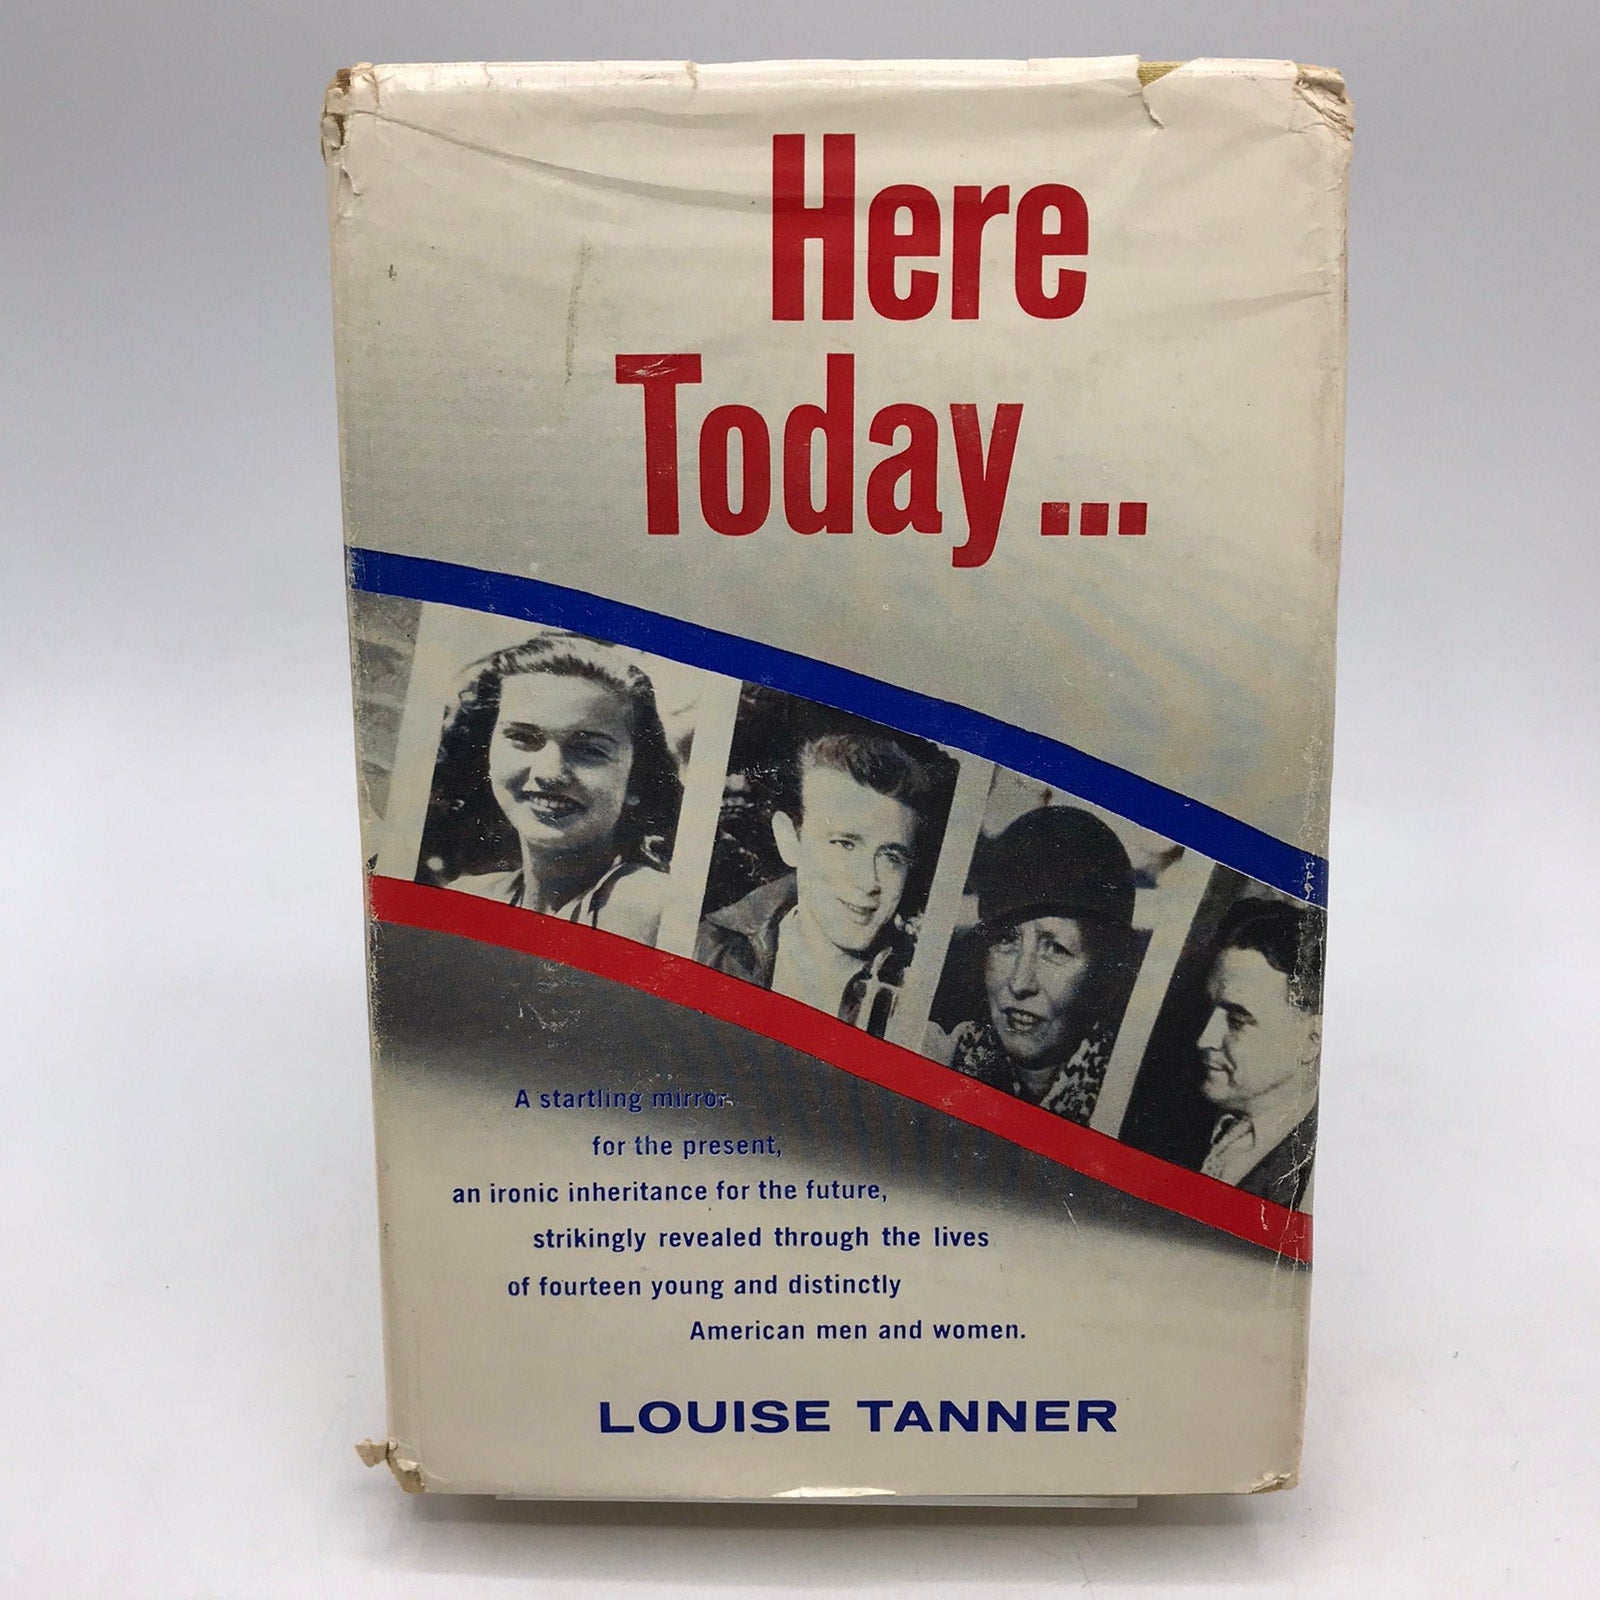 Here
Today...
A startling mirror
for the present,
an ironic inheritance for the future,
strikingly revealed through the lives
of fourteen young and distinctly
American men and women.
LOUISE TANNER